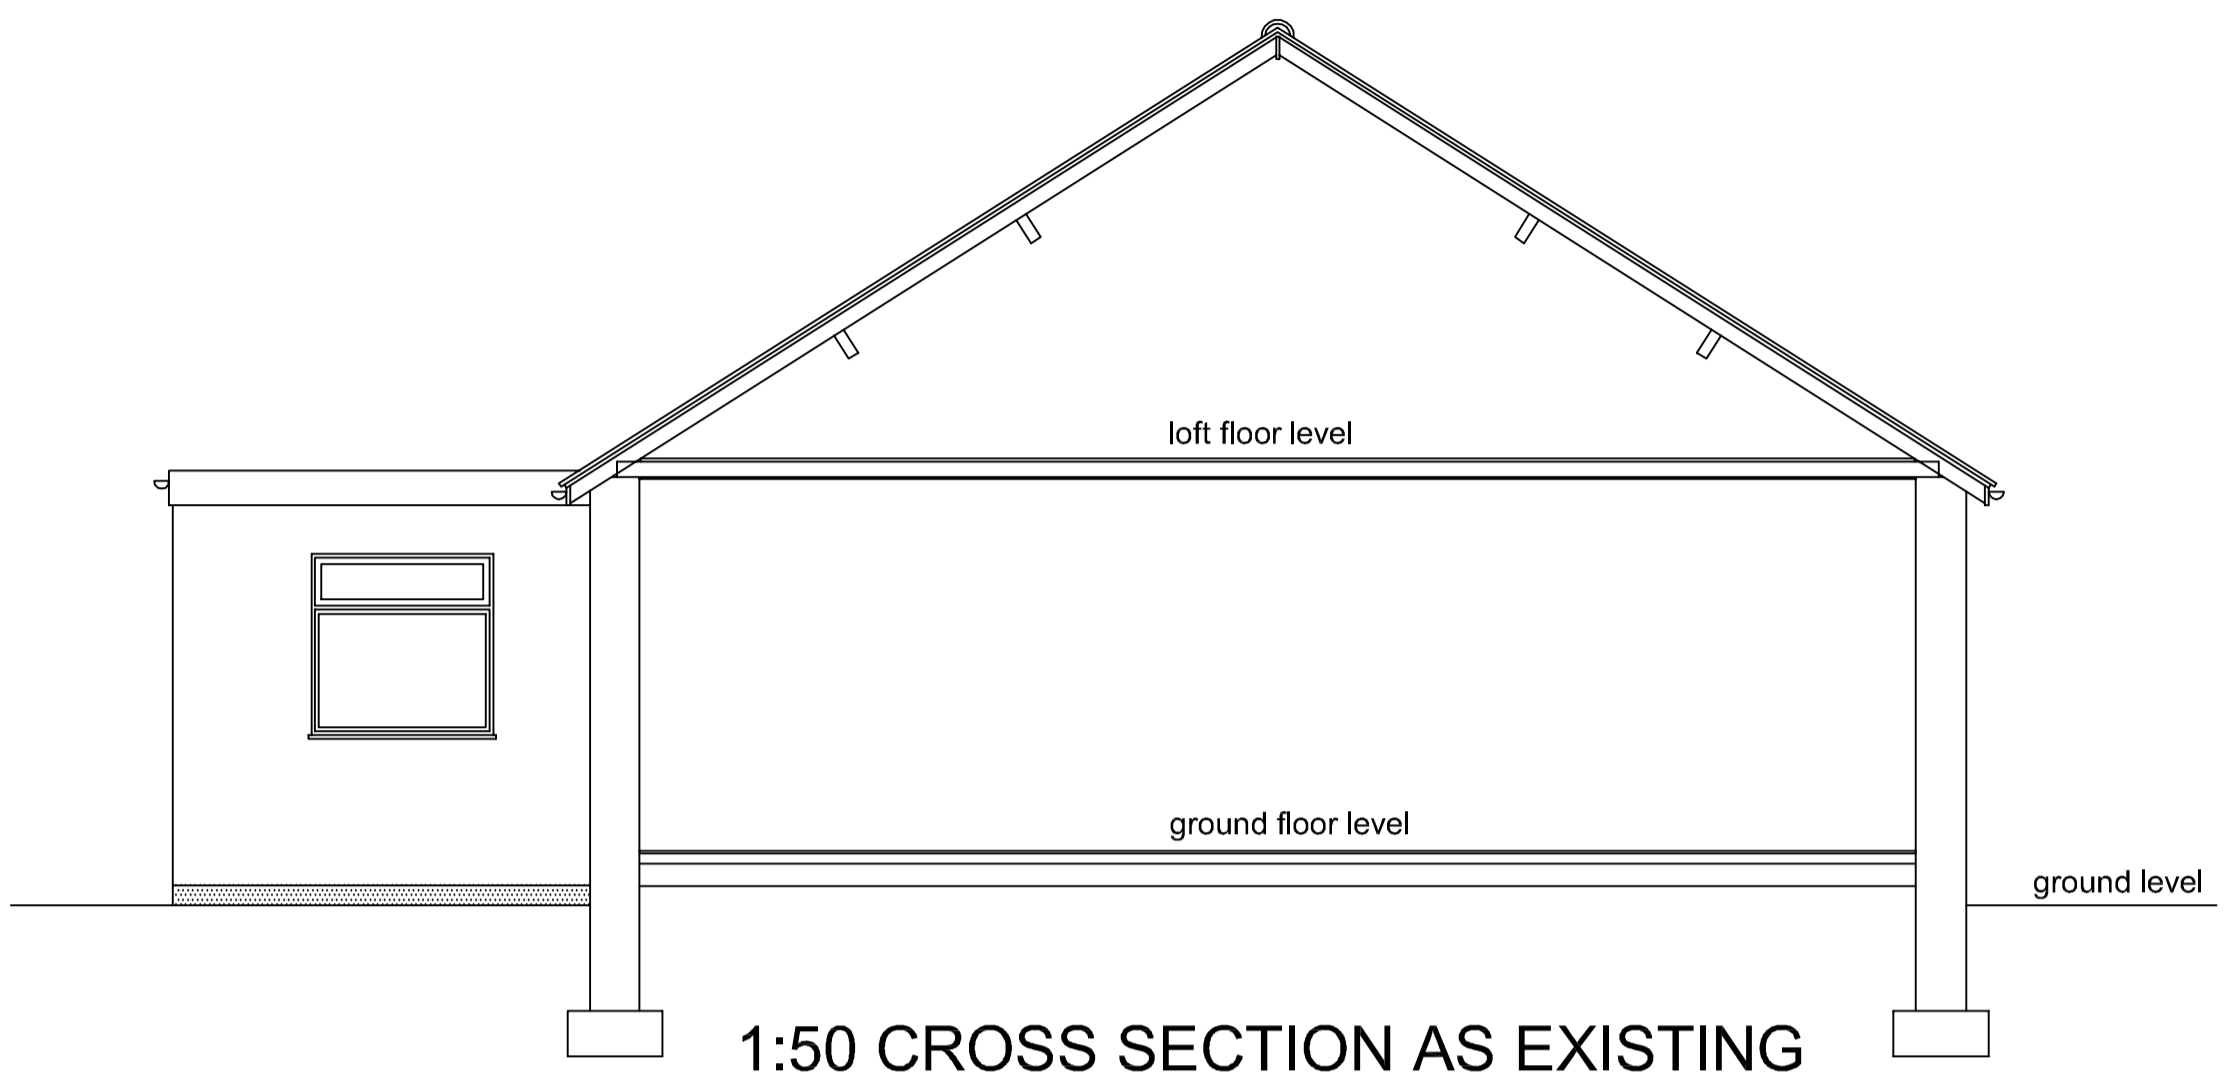 loft floor level
ground floor level
ground level
1:50 CROSS SECTION AS EXISTING